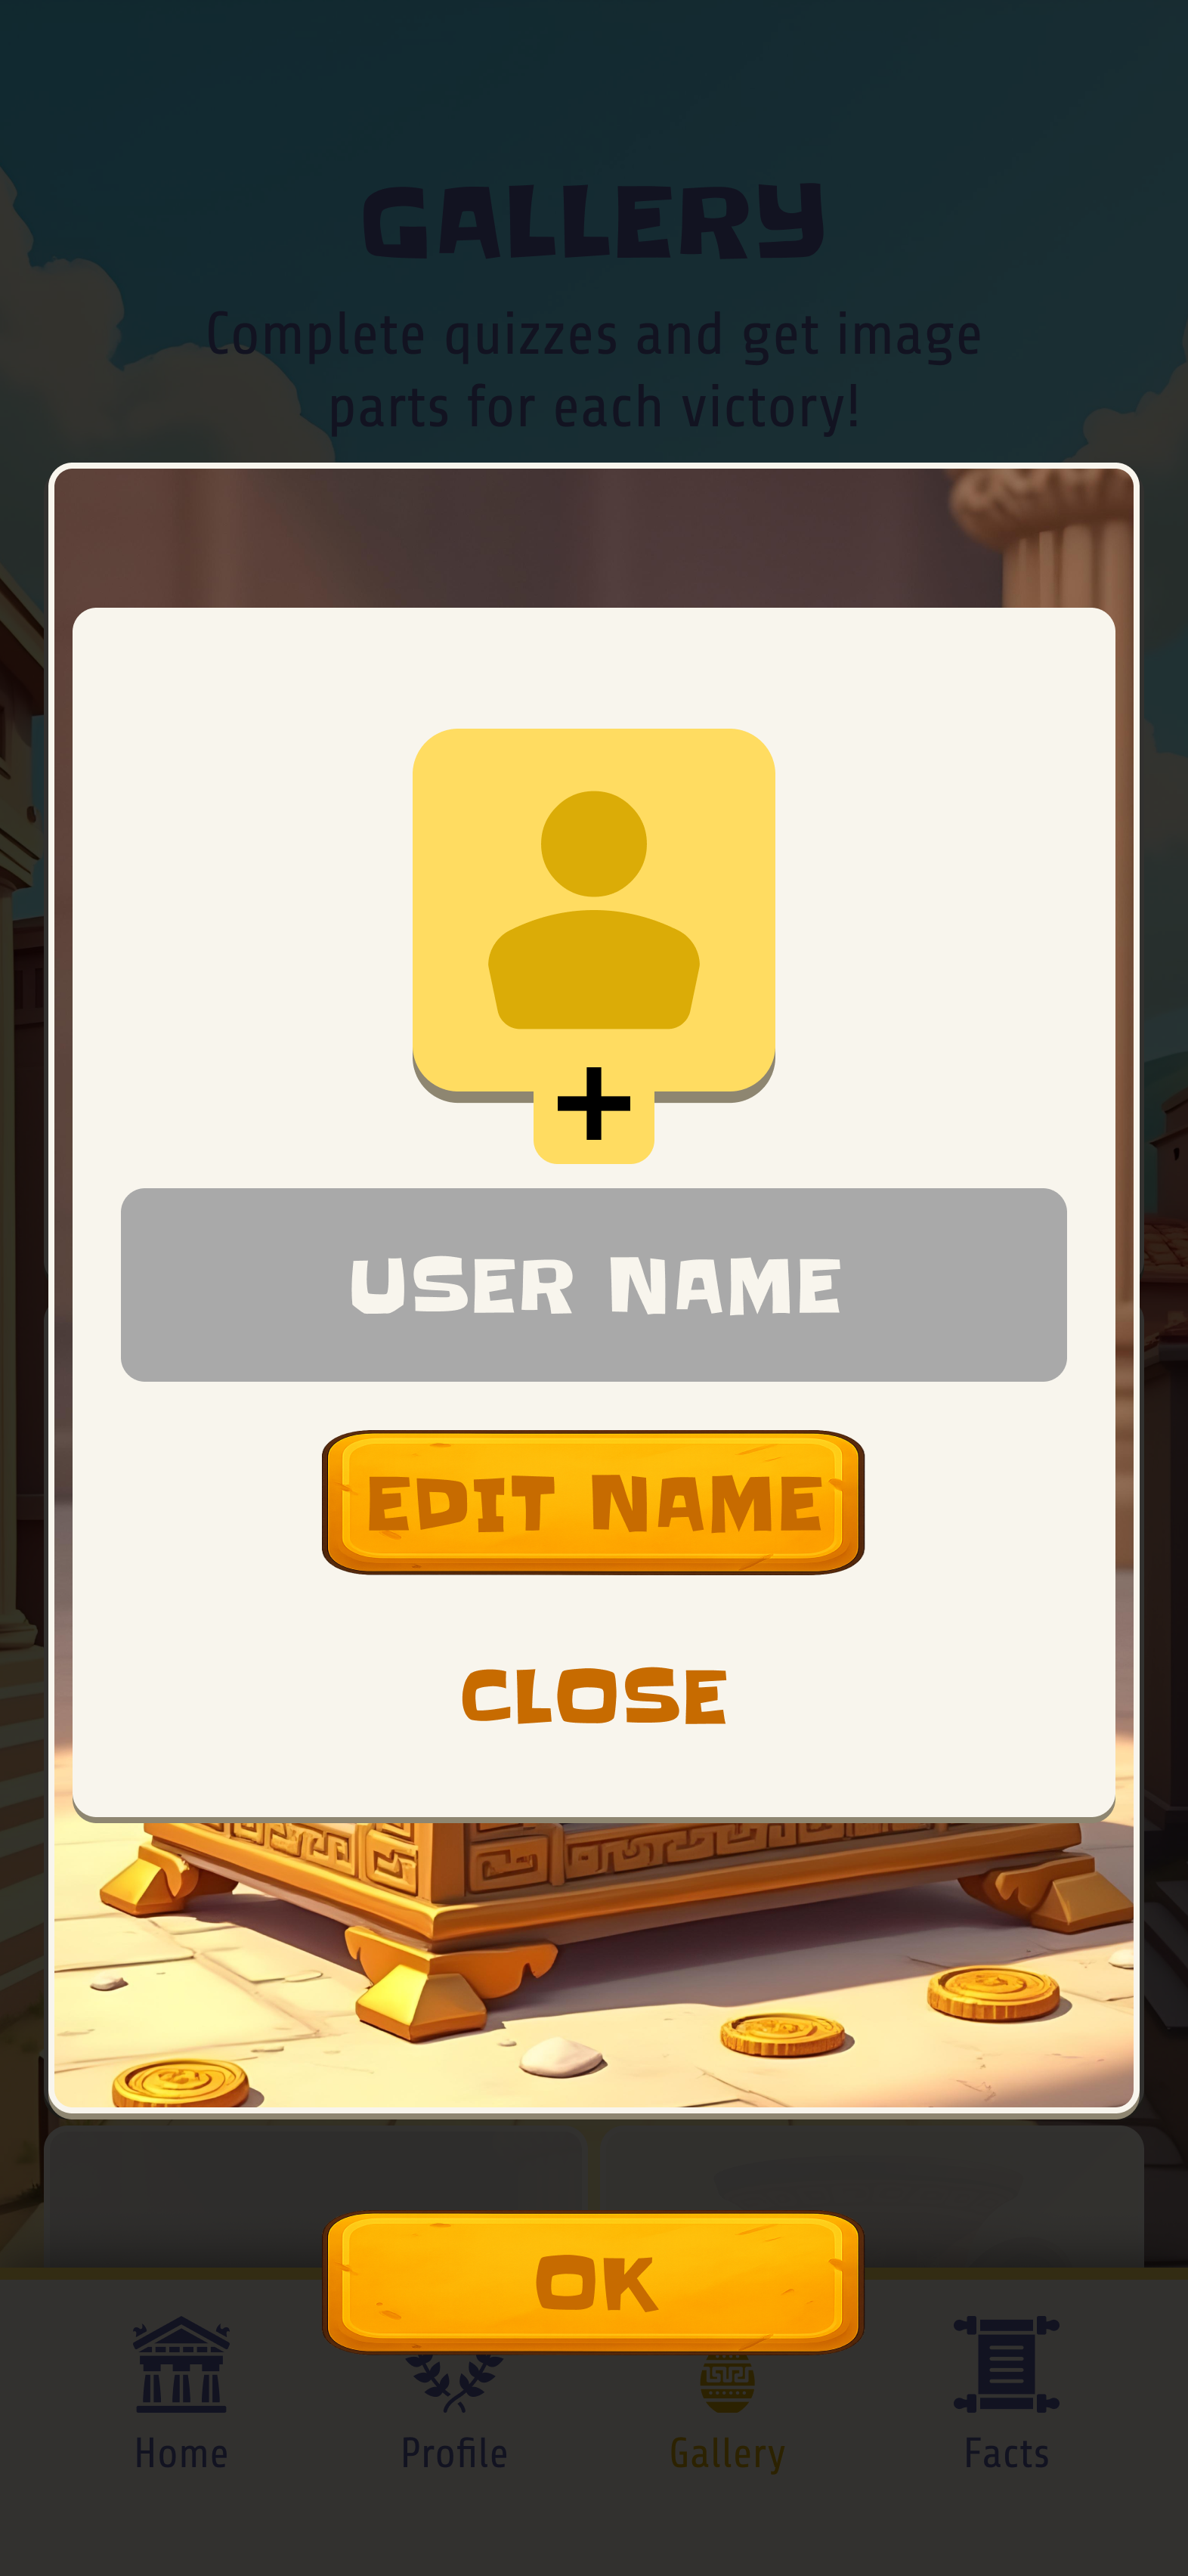 GALLERY
Complete quizzes and get image
parts for each victory!
USER NAME
EDIT NAME
CLOSE
OK
Home
Profile
Gallery
Facts